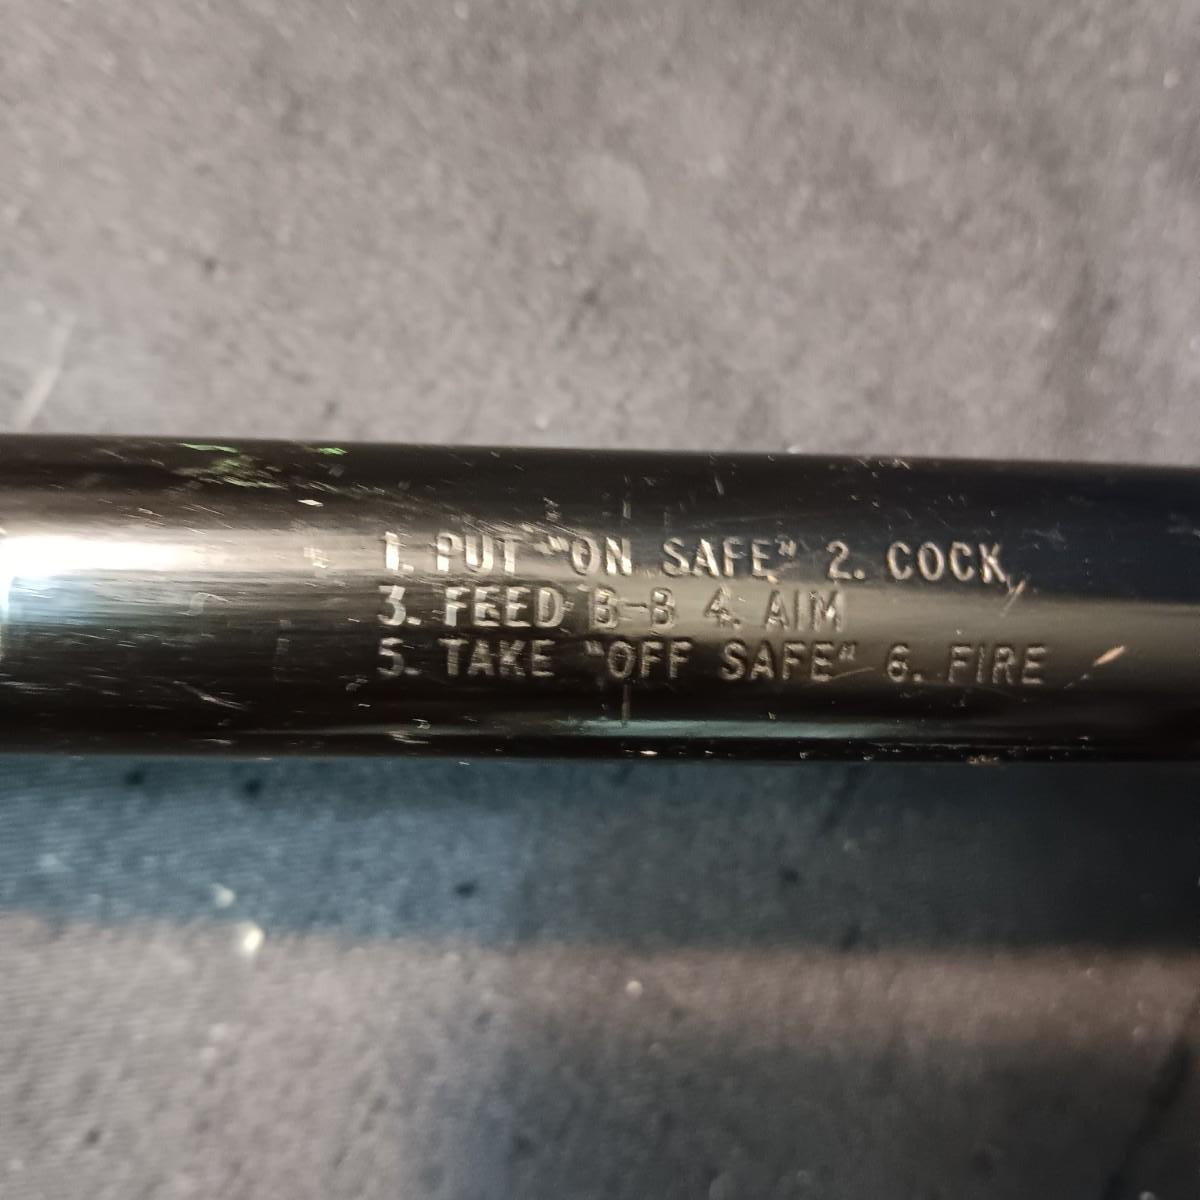 1. PUT "ON SAFE" 2. COCK
3. FEED B-B 4. AIM
5. TAKE "OFF SAFE" 6. FIRE